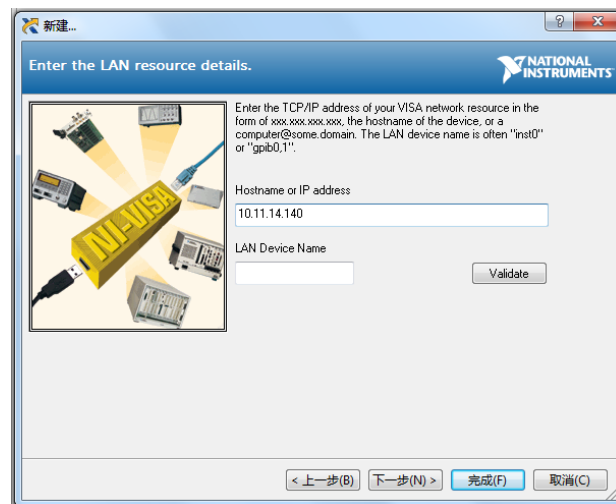 新建...
Enter the LAN resource details.
NATIONAL
INSTRUMENTS
Enter the TCP/IP address of your VISA network resource in the
form of xxx.xxx.xxx.xxx, the hostname of the device, or a
computer@some.domain. The LAN device name is often "inst0"
or "gpib0,1".
NI-VISA
Hostname or IP address
10.11.14.140
LAN Device Name
Validate
< 上一步(B)
下一步(N) >
完成(F)
取消(C)